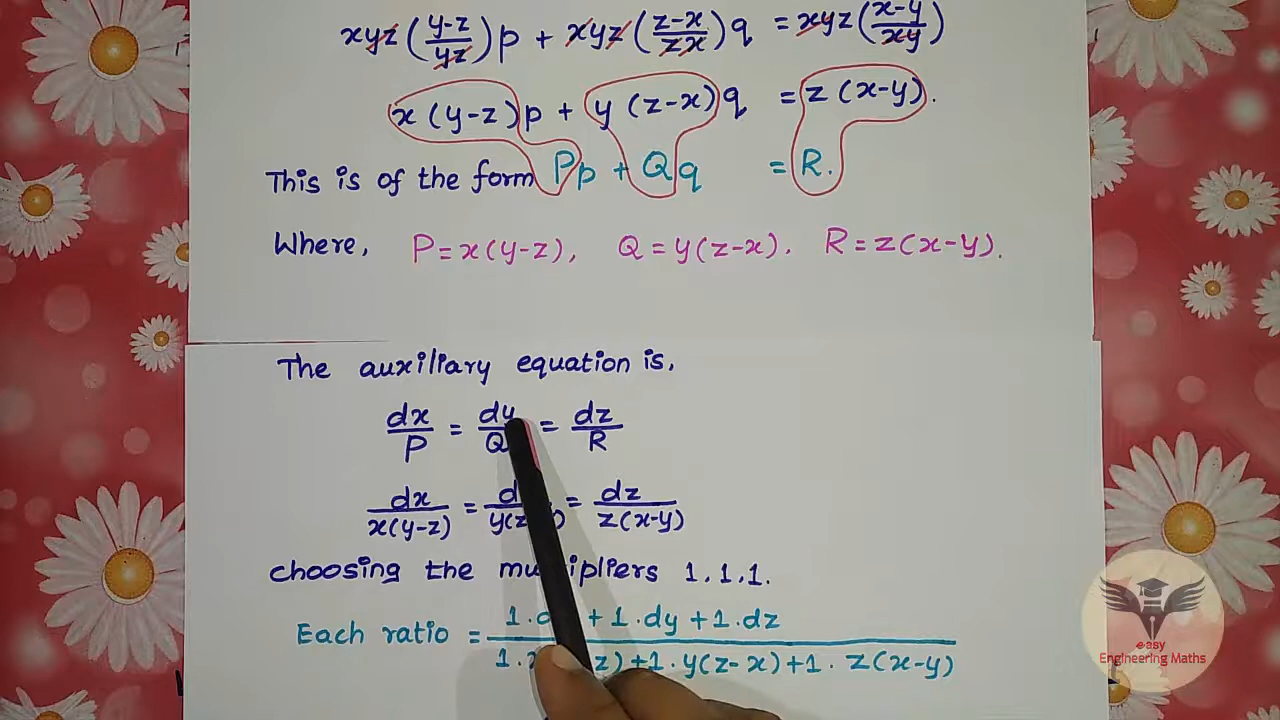 xyz(y-z/yz)p + xyz(z-x/zx)q = xyz(x-y/xy)
x(y-z)p + y(z-x)q = z(x-y).
This is of the form Pp + Qq = R.
Where, P=x(y-z), Q=y(z-x). R=z(x-y).
The auxiliary equation is,
dx/P = dy/Q = dz/R
dx/x(y-z) = d/y(z = dz/z(x-y)
choosing the multipliers 1,1,1.
Each ratio = 1.d + 1.dy + 1.dz / 1. z) + 1.y(z-x) + 1. z(x-y)
easy
Engineering Maths